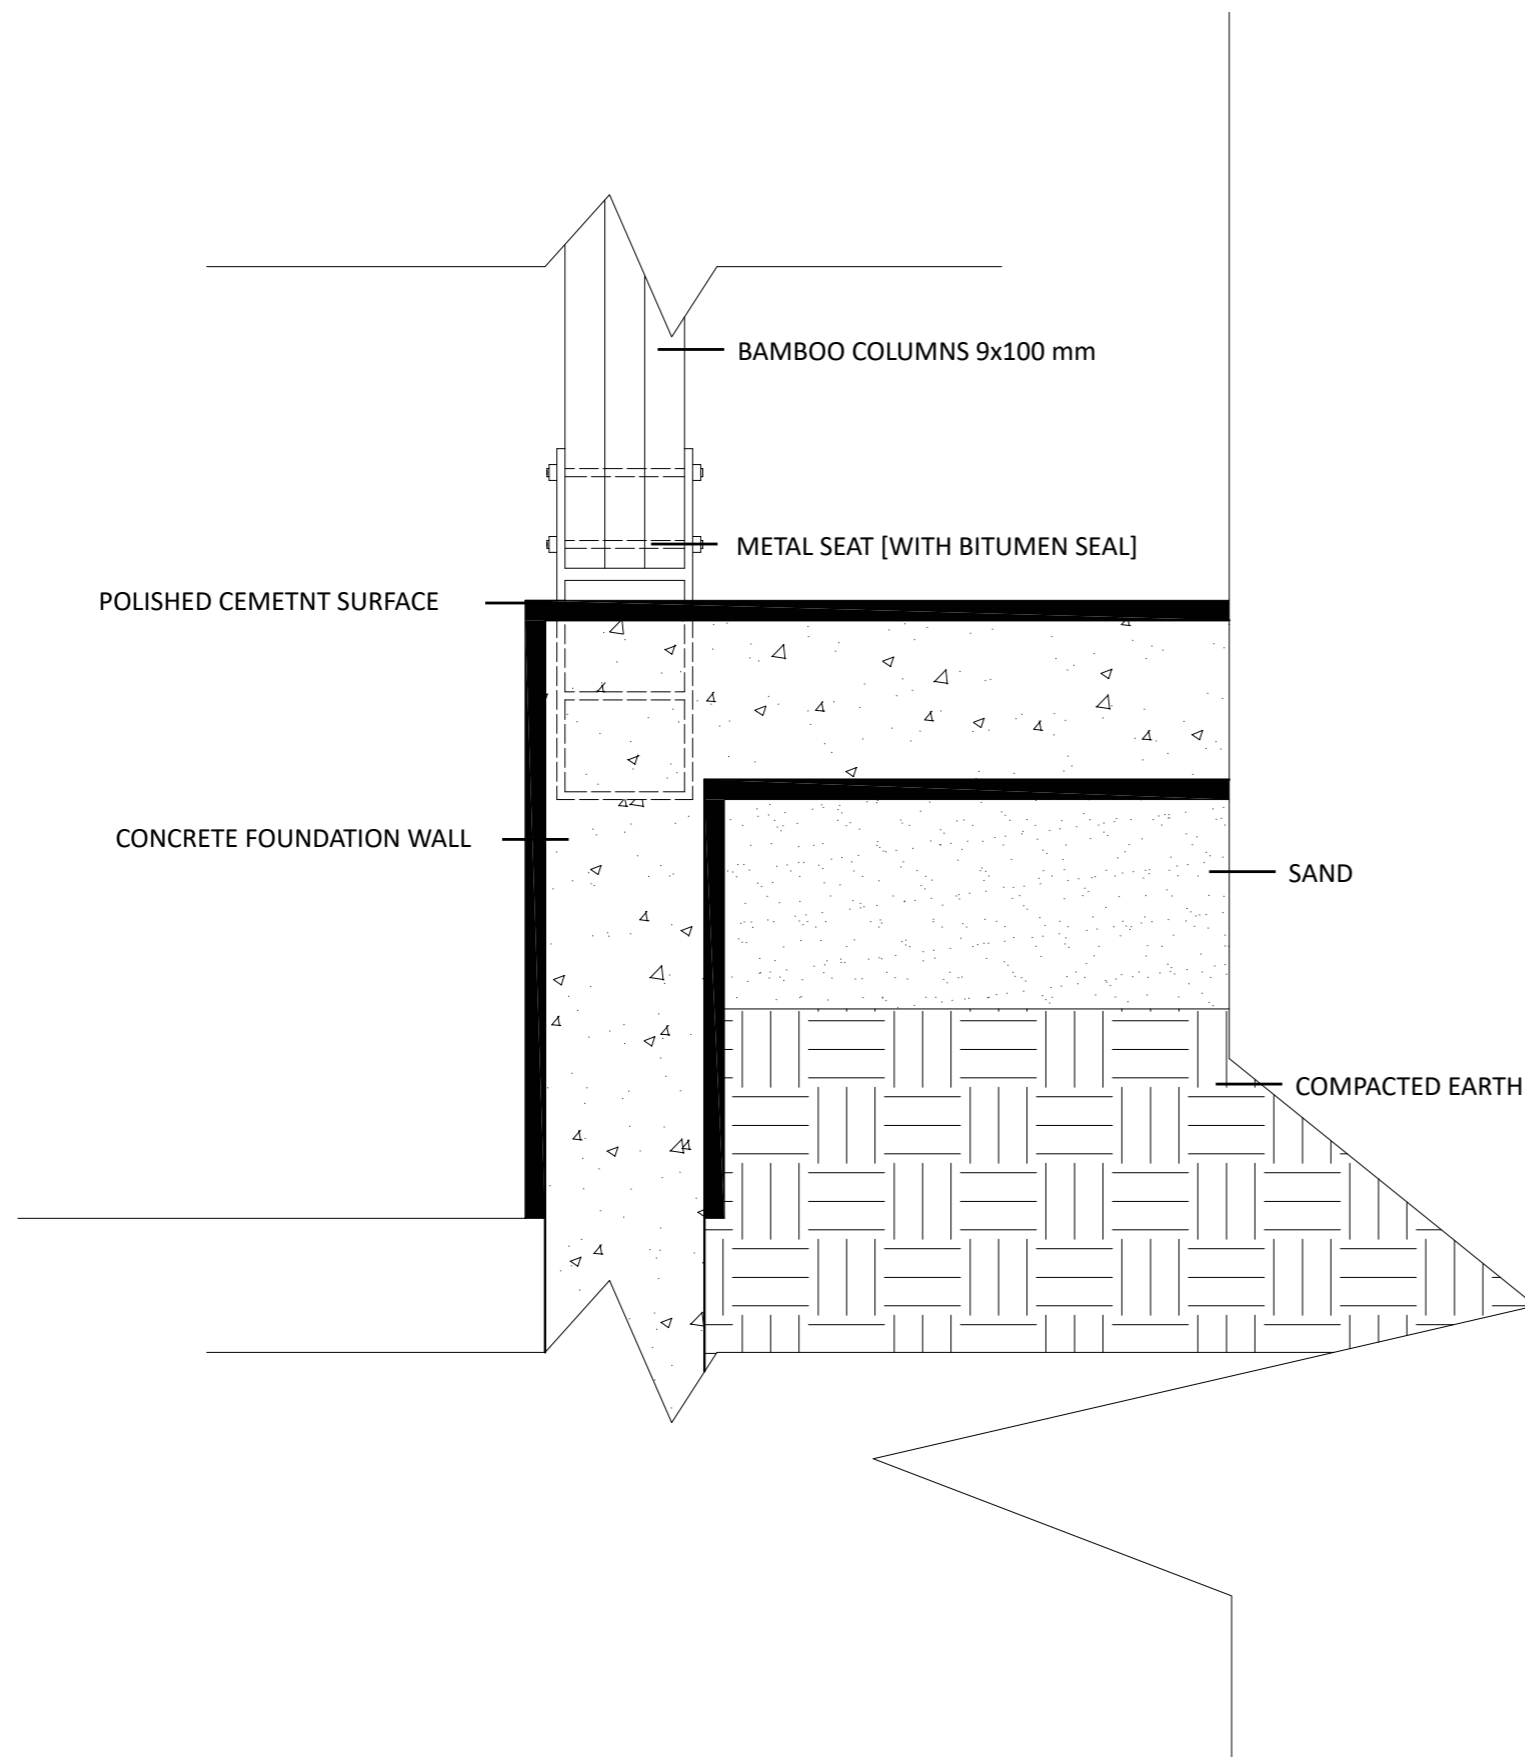 BAMBOO COLUMNS 9x100 mm
METAL SEAT [WITH BITUMEN SEAL]
POLISHED CEMETNT SURFACE
CONCRETE FOUNDATION WALL
SAND
COMPACTED EARTH